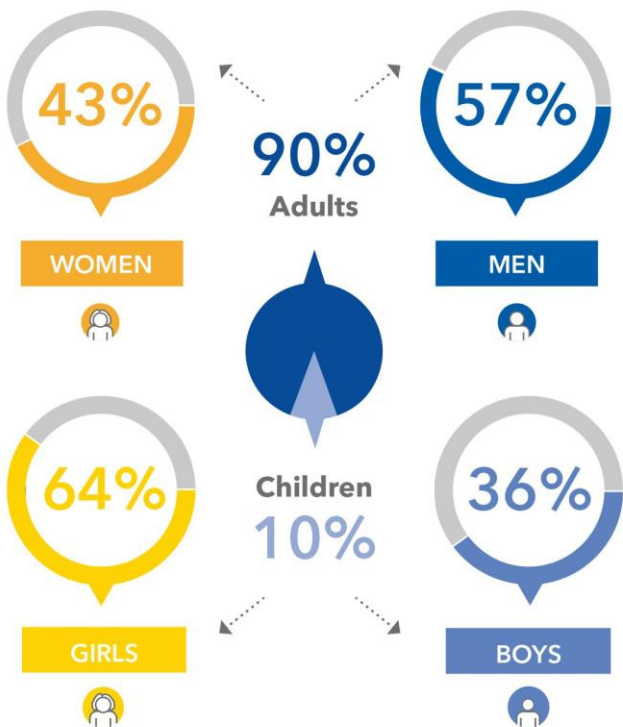 43%
WOMEN
90%
Adults
57%
MEN
64%
GIRLS
Children
10%
36%
BOYS